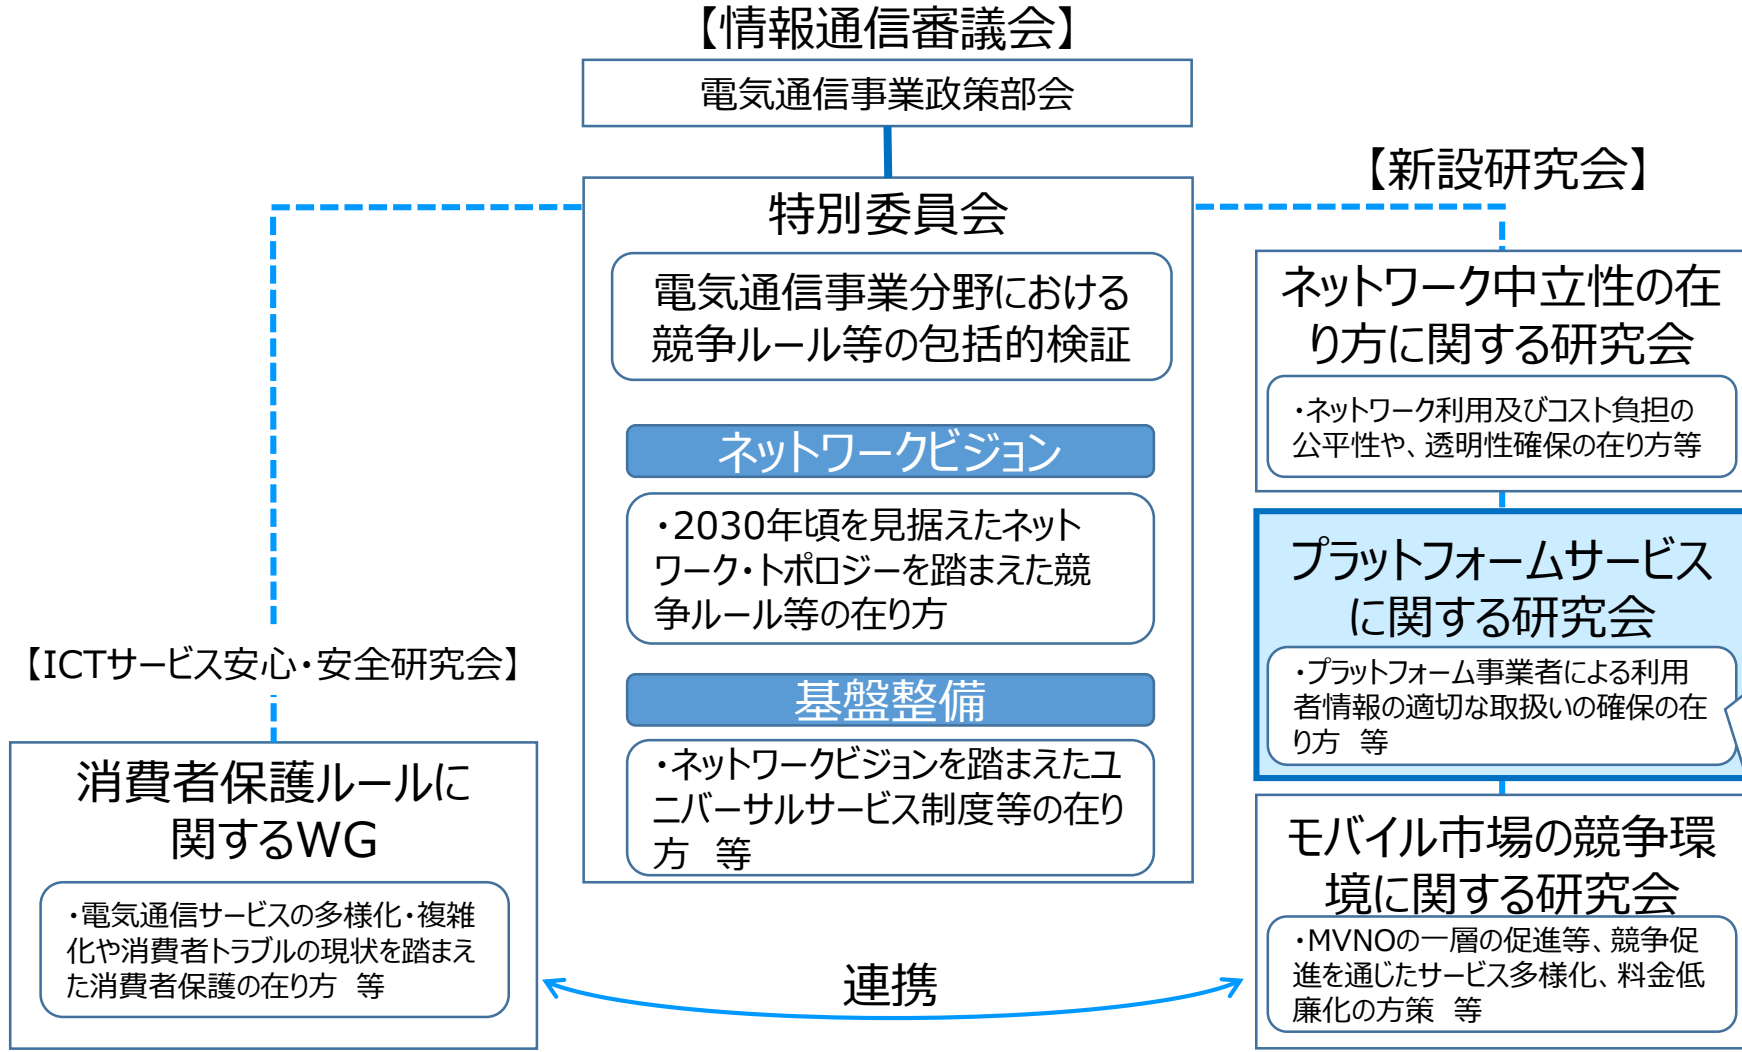 【情報通信審議会】
電気通信事業政策部会
特別委員会
電気通信事業分野における
競争ルール等の包括的検証
ネットワークビジョン
・2030年頃を見据えたネット
ワーク・トポロジーを踏まえた競
争ルール等の在り方
基盤整備
・ネットワークビジョンを踏まえたユ
ニバーサルサービス制度等の在り
方　等
【新設研究会】
ネットワーク中立性の在
り方に関する研究会
・ネットワーク利用及びコスト負担の
公平性や、透明性確保の在り方等
プラットフォームサービス
に関する研究会
・プラットフォーム事業者による利用
者情報の適切な取扱いの確保の在
り方　等
モバイル市場の競争環
境に関する研究会
・MVNOの一層の促進等、競争促
進を通じたサービス多様化、料金低
廉化の方策　等
【ICTサービス安心・安全研究会】
消費者保護ルールに
関するWG
・電気通信サービスの多様化・複雑
化や消費者トラブルの現状を踏まえ
た消費者保護の在り方　等
連携